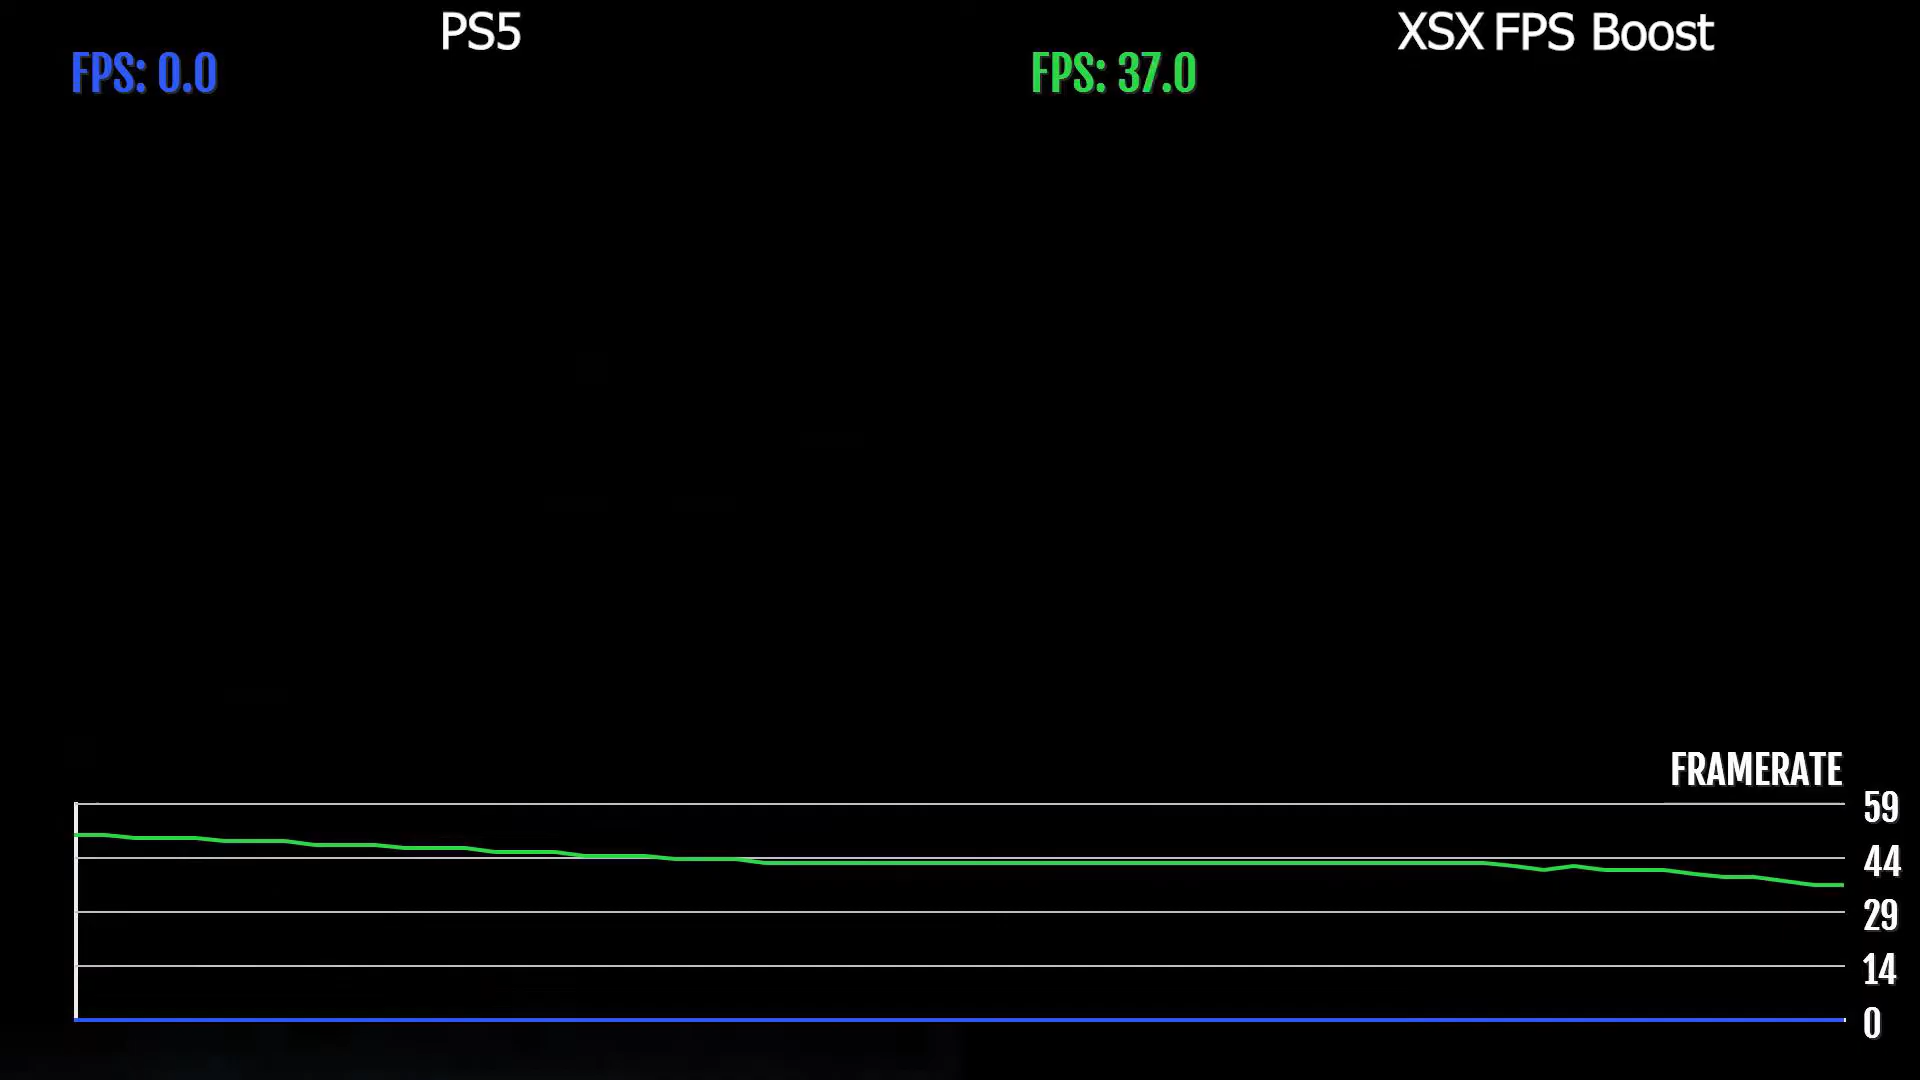 PS5
XSX FPS Boost
FPS: 0.0
FPS: 37.0
FRAMERATE
59
44
29
14
0